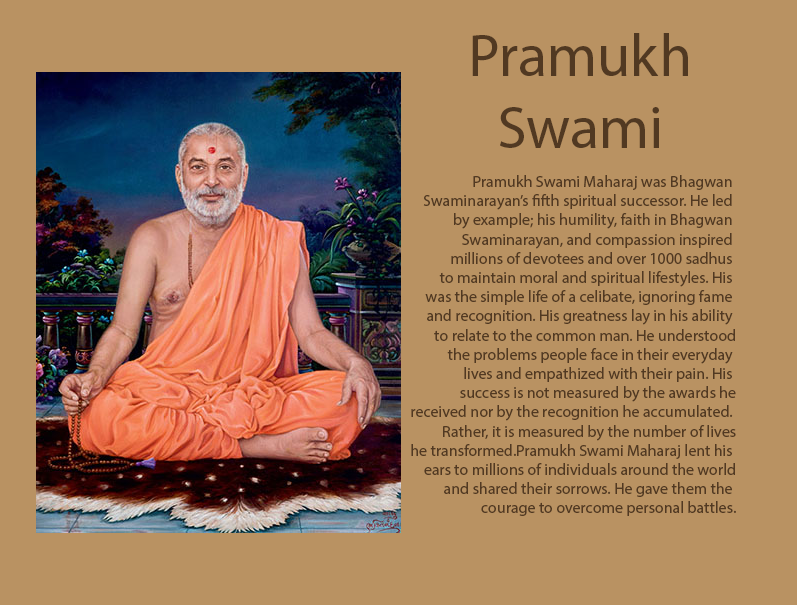 Pramukh
Swami
Pramukh Swami Maharaj was Bhagwan
Swaminarayan’s fifth spiritual successor. He led
by example; his humility, faith in Bhagwan
Swaminarayan, and compassion inspired
millions of devotees and over 1000 sadhus
to maintain moral and spiritual lifestyles. His
was the simple life of a celibate, ignoring fame
and recognition. His greatness lay in his ability
to relate to the common man. He understood
the problems people face in their everyday
lives and empathized with their pain. His
success is not measured by the awards he
received nor by the recognition he accumulated.
Rather, it is measured by the number of lives
he transformed.Pramukh Swami Maharaj lent his
ears to millions of individuals around the world
and shared their sorrows. He gave them the
courage to overcome personal battles.